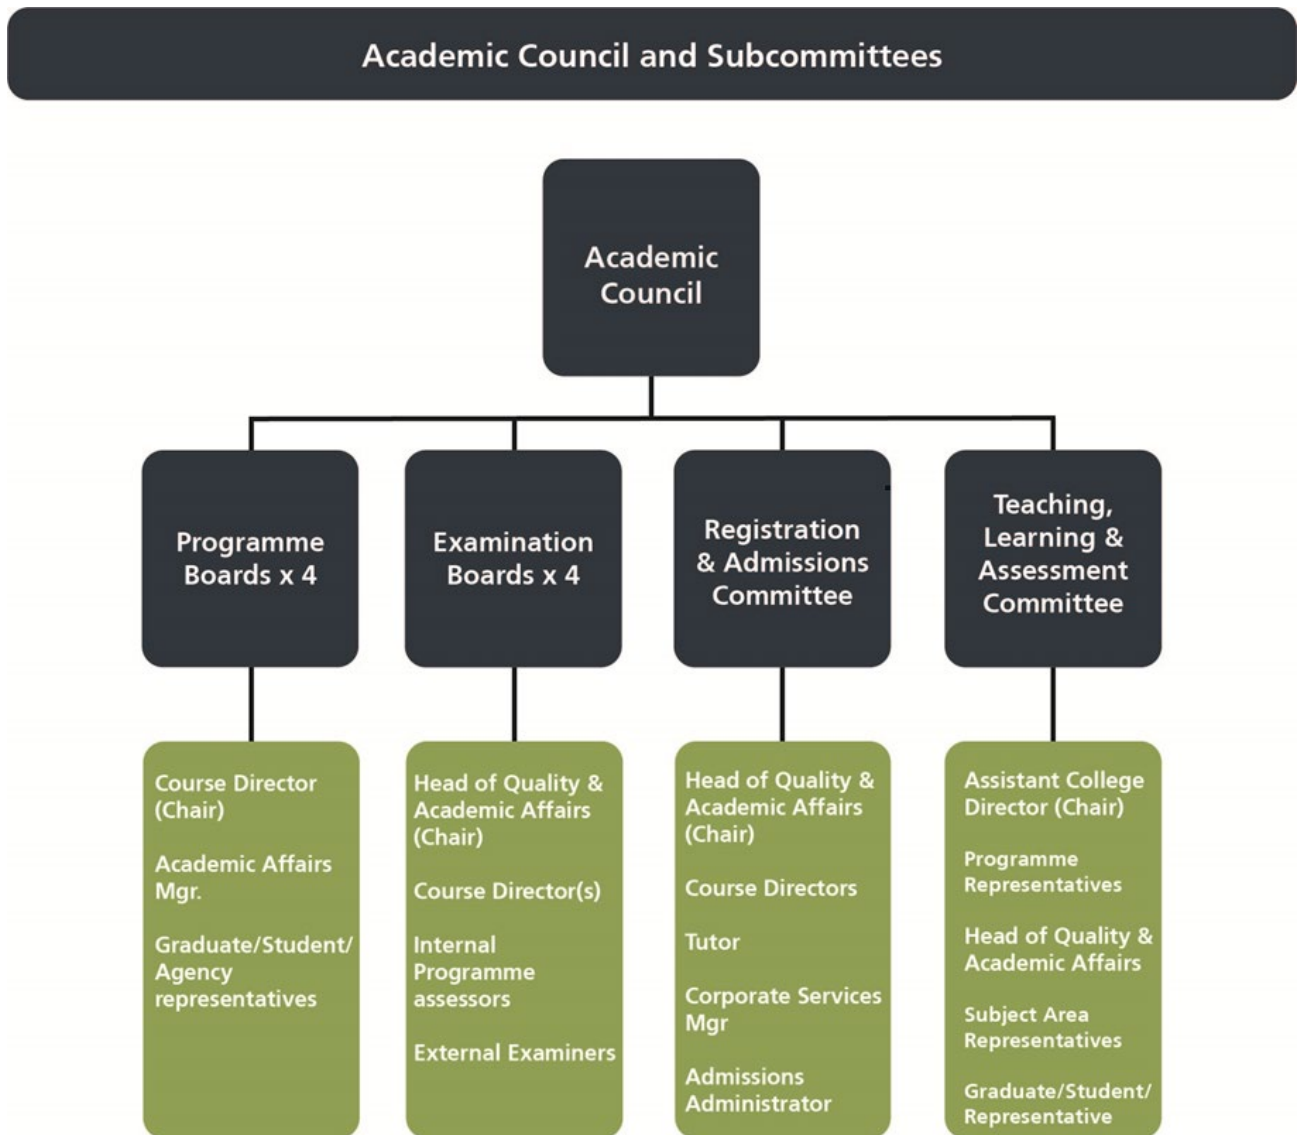 Academic Council and Subcommittees
Academic
Council
Programme
Boards x 4
Examination
Boards x 4
Registration
& Admissions
Committee
Teaching,
Learning &
Assessment
Committee
Course Director
(Chair)
Academic Affairs
Mgr.
Graduate/Student/
Agency
representatives
Head of Quality &
Academic Affairs
(Chair)
Course Director(s)
Internal
Programme
assessors
External Examiners
Head of Quality &
Academic Affairs
(Chair)
Course Directors
Tutor
Corporate Services
Mgr
Admissions
Administrator
Assistant College
Director (Chair)
Programme
Representatives
Head of Quality &
Academic Affairs
Subject Area
Representatives
Graduate/Student/
Representative